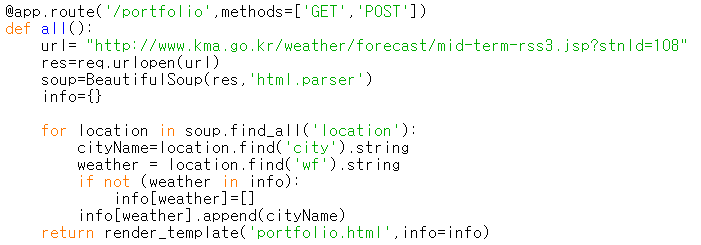 @app.route('/portfolio',methods=['GET','POST'])
def all():
    url= "http://www.kma.go.kr/weather/forecast/mid-term-rss3.jsp?stnld=108"
    res=req.urlopen(url)
    soup=BeautifulSoup(res,'html.parser')
    info={}

    for location in soup.find_all('location'):
        cityName=location.find('city').string
        weather = location.find('wf').string
        if not (weather in info):
            info[weather]=[]
        info[weather].append(cityName)
    return render_template('portfolio.html',info=info)